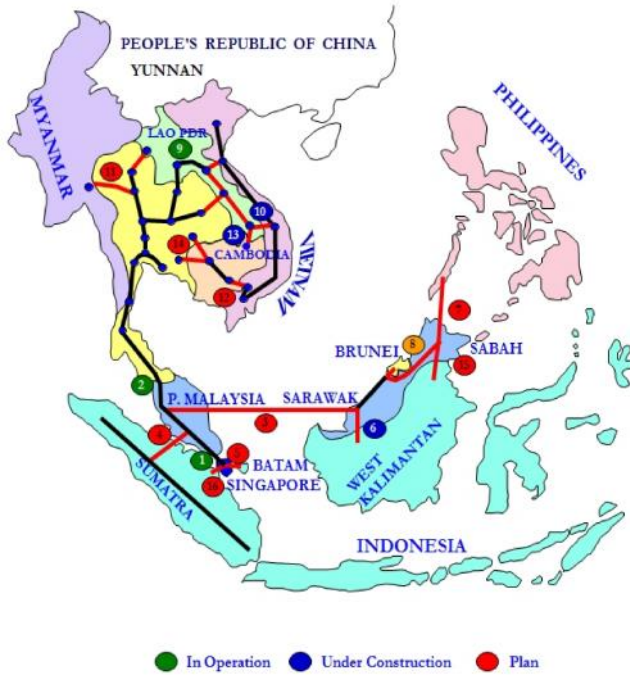 PEOPLE'S REPUBLIC OF CHINA
YUNNAN
MYANMAR
LAO PDR
9
PHILIPPINES
11
10
13
14
CAMBODIA
VIETNAM
12
7
8
BRUNEI
SABAH
15
2
P. MALAYSIA
SARAWAK
3
4
6
5
1
BATAM
SINGAPORE
16
SUMATRA
WEST
KALIMANTAN
INDONESIA
In Operation
Under Construction
Plan